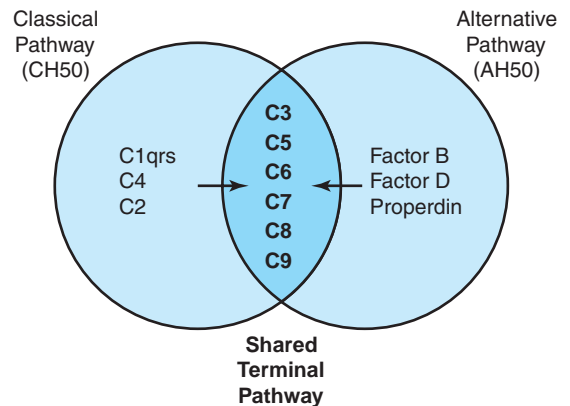 Classical
Pathway
(CH50)
Alternative
Pathway
(AH50)
C1qrs
C4
C2
C3
C5
C6
C7
C8
C9
Factor B
Factor D
Properdin
Shared
Terminal
Pathway